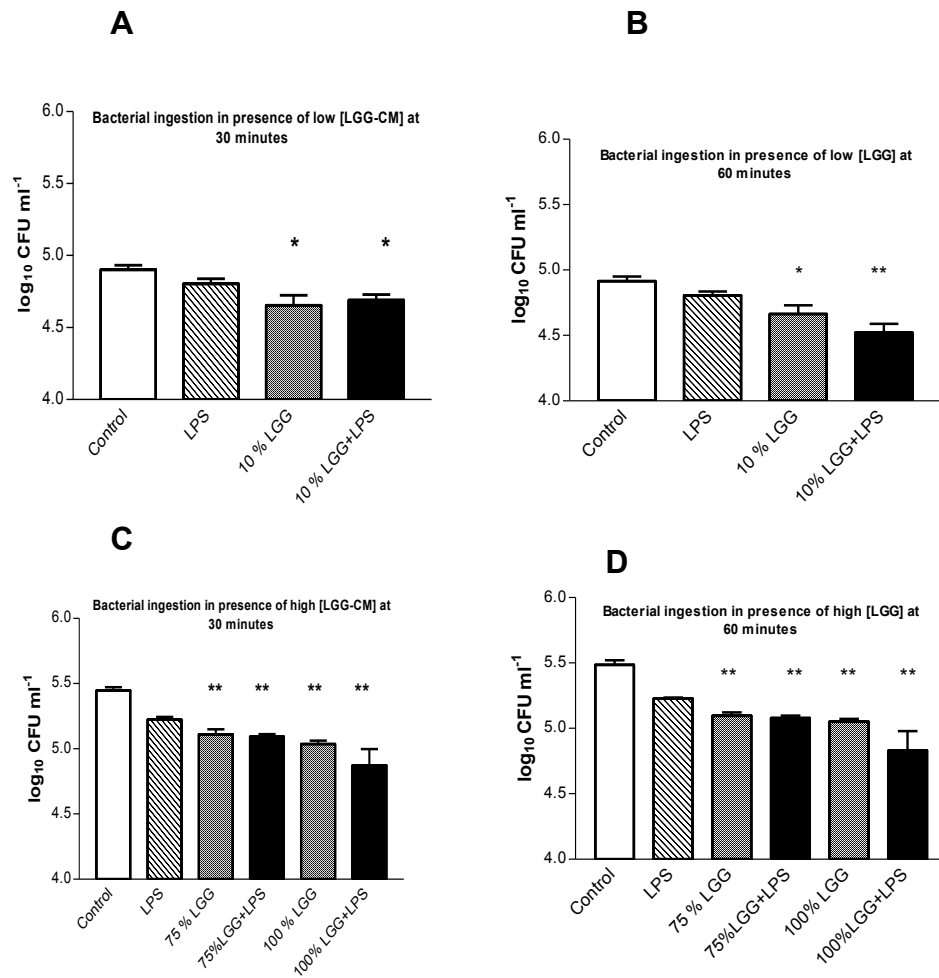 A
Bacterial ingestion in presence of low [LGG-CM] at
30 minutes
log₁₀ CFU ml⁻¹
6.0
5.5
5.0
4.5
4.0
* *
Control
LPS
10 % LGG
10 % LGG+LPS
B
Bacterial ingestion in presence of low [LGG] at
60 minutes
log₁₀ CFU ml⁻¹
6.0
5.5
5.0
4.5
4.0
* **
Control
LPS
10 % LGG
10% LGG+LPS
C
Bacterial ingestion in presence of high [LGG-CM] at
30 minutes
log₁₀ CFU ml⁻¹
6.0
5.5
5.0
4.5
4.0
** ** ** **
Control
LPS
75 % LGG
75%LGG+LPS
100 % LGG
100% LGG+LPS
D
Bacterial ingestion in presence of high [LGG] at
60 minutes
log₁₀ CFU ml⁻¹
6.0
5.5
5.0
4.5
4.0
** ** ** **
Control
LPS
75 % LGG
75%LGG+LPS
100% LGG
100%LGG+LPS